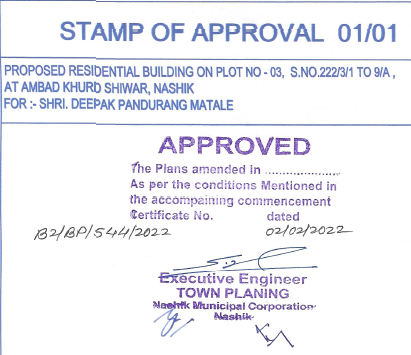 STAMP OF APPROVAL 01/01
PROPOSED RESIDENTIAL BUILDING ON PLOT NO - 03, S.NO.222/3/1 TO 9/A ,
AT AMBAD KHURD SHIWAR, NASHIK
FOR :- SHRI. DEEPAK PANDURANG MATALE
APPROVED
The Plans amended in ......................
As per the conditions Mentioned in
the accompaining commencement
Certificate No. dated
B2/BP/544/2022 02/02/2022
Executive Engineer
TOWN PLANING
Nashik Municipal Corporation
Nashik